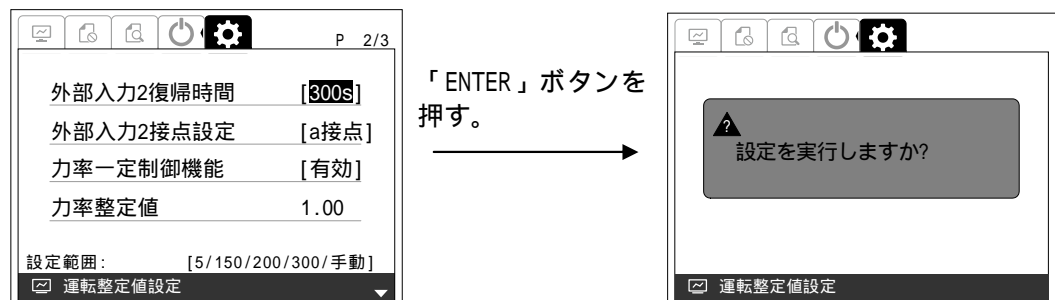 P 2/3
外部入力2復帰時間 [300s]
外部入力2接点設定 [a接点]
力率一定制御機能 [有効]
力率整定値 1.00
設定範囲: [5/150/200/300/手動]
運転整定値設定
「ENTER」ボタンを
押す。
?
設定を実行しますか?
運転整定値設定